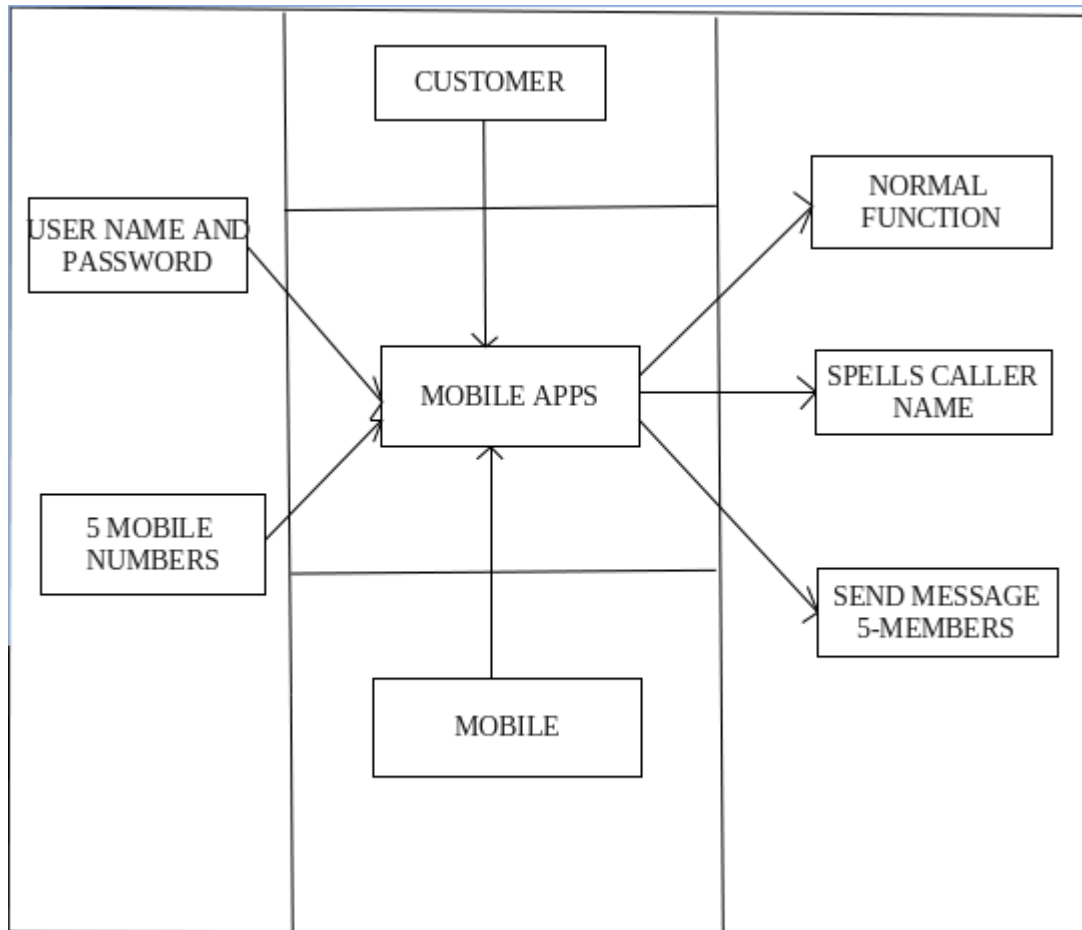 CUSTOMER
USER NAME AND
PASSWORD
NORMAL
FUNCTION
MOBILE APPS
SPELLS CALLER
NAME
5 MOBILE
NUMBERS
SEND MESSAGE
5-MEMBERS
MOBILE